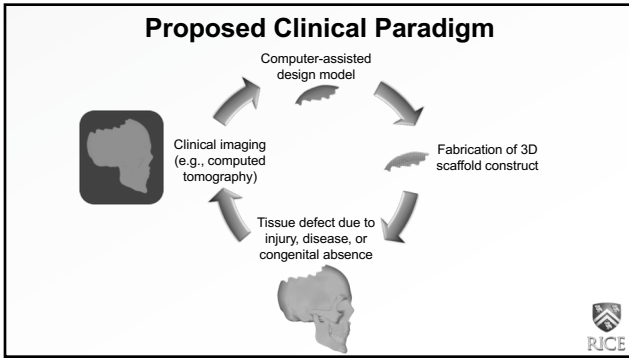 Proposed Clinical Paradigm
Computer-assisted
design model
Clinical imaging
(e.g., computed
tomography)
Fabrication of 3D
scaffold construct
Tissue defect due to
injury, disease, or
congenital absence
RICE